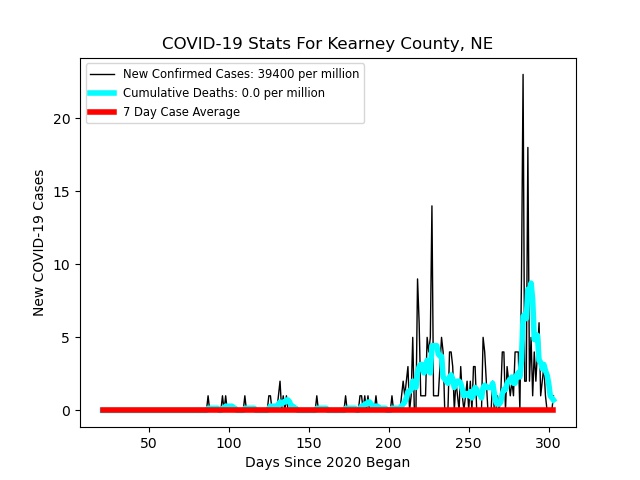 COVID-19 Stats For Kearney County, NE
New Confirmed Cases: 39400 per million
Cumulative Deaths: 0.0 per million
7 Day Case Average
New COVID-19 Cases
20
15
10
5
0
50 100 150 200 250 300
Days Since 2020 Began